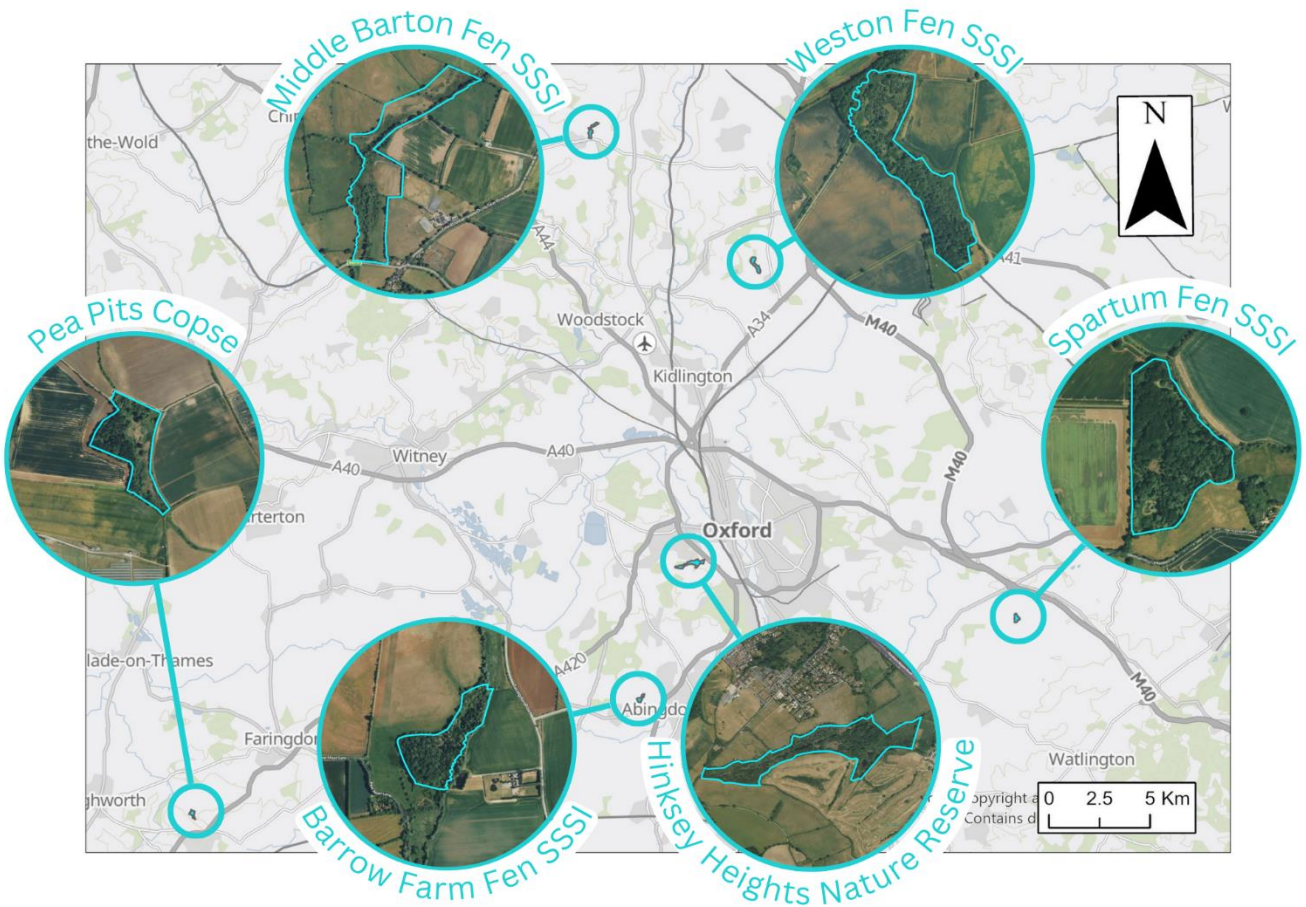 Middle Barton Fen SSSI
Weston Fen SSSI
Chi
the-Wold
N
A44
A41
Spartum Fen SSSI
Pea Pits Copse
Woodstock
A34
M40
Kidlington
A40
Witney
A40
M40
rterton
Oxford
lade-on-Thames
A420
M40
Abingdo
Faringdo
Watlington
ghworth
opyright a
0 2.5 5 Km
Contains d
Barrow Farm Fen SSSI
Hinksey Heights Nature Reserve